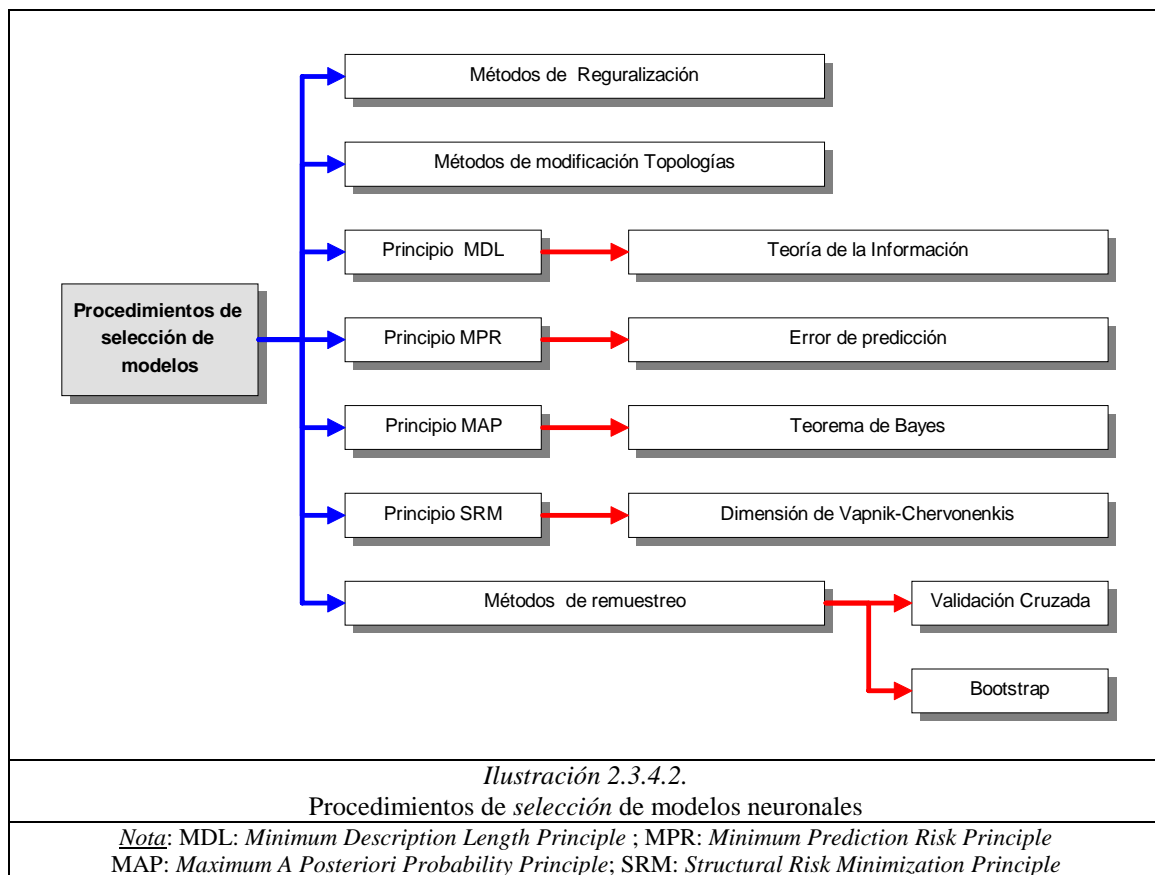 Métodos de Reguralización
Métodos de modificación Topologías
Principio MDL
Teoría de la Información
Procedimientos de
selección de
modelos
Principio MPR
Error de predicción
Principio MAP
Teorema de Bayes
Principio SRM
Dimensión de Vapnik-Chervonenkis
Métodos de remuestreo
Validación Cruzada
Bootstrap
Ilustración 2.3.4.2.
Procedimientos de selección de modelos neuronales
Nota: MDL: Minimum Description Length Principle ; MPR: Minimum Prediction Risk Principle
MAP: Maximum A Posteriori Probability Principle; SRM: Structural Risk Minimization Principle